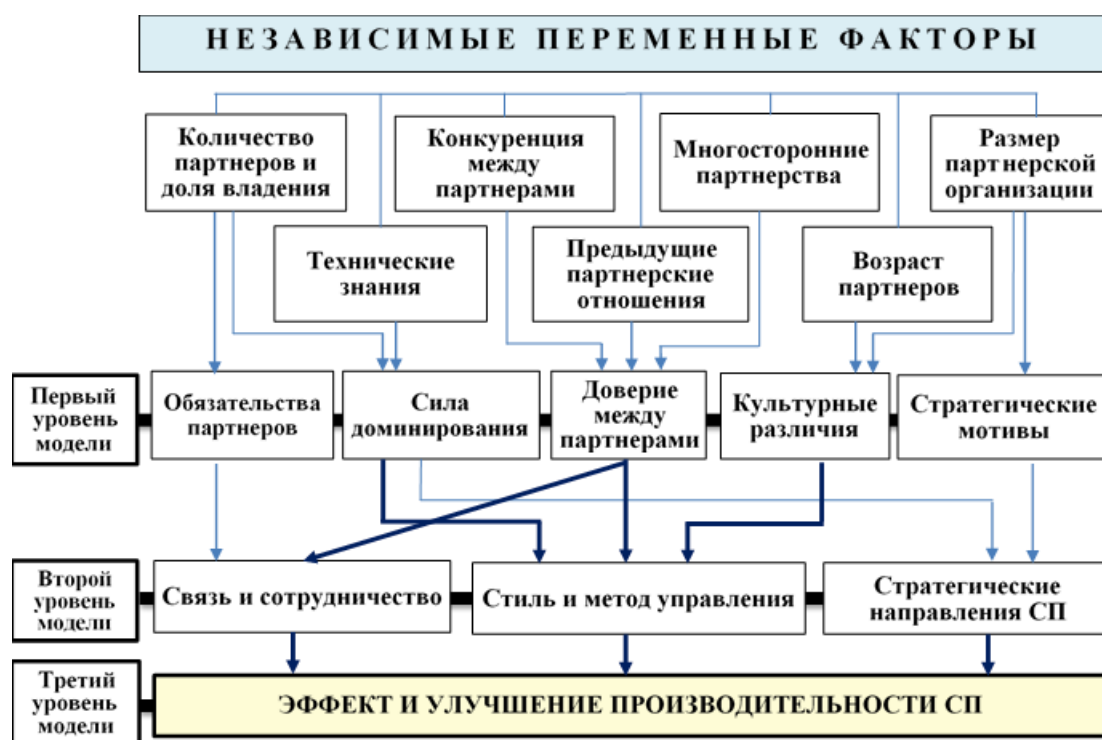 НЕЗАВИСИМЫЕ ПЕРЕМЕННЫЕ ФАКТОРЫ
Количество
партнеров и
доля владения
Конкуренция
между
партнерами
Многосторонние
партнерства
Размер
партнерской
организации
Технические
знания
Предыдущие
партнерские
отношения
Возраст
партнеров
Первый
уровень
модели
Обязательства
партнеров
Сила
доминирования
Доверие
между
партнерами
Культурные
различия
Стратегические
мотивы
Второй
уровень
модели
Связь и сотрудничество
Стиль и метод управления
Стратегические
направления СП
Третий
уровень
модели
ЭФФЕКТ И УЛУЧШЕНИЕ ПРОИЗВОДИТЕЛЬНОСТИ СП